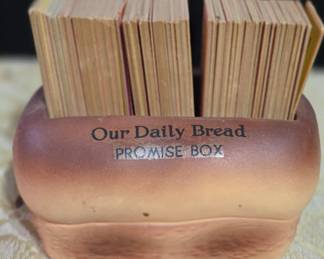 Our Daily Bread
PROMISE BOX